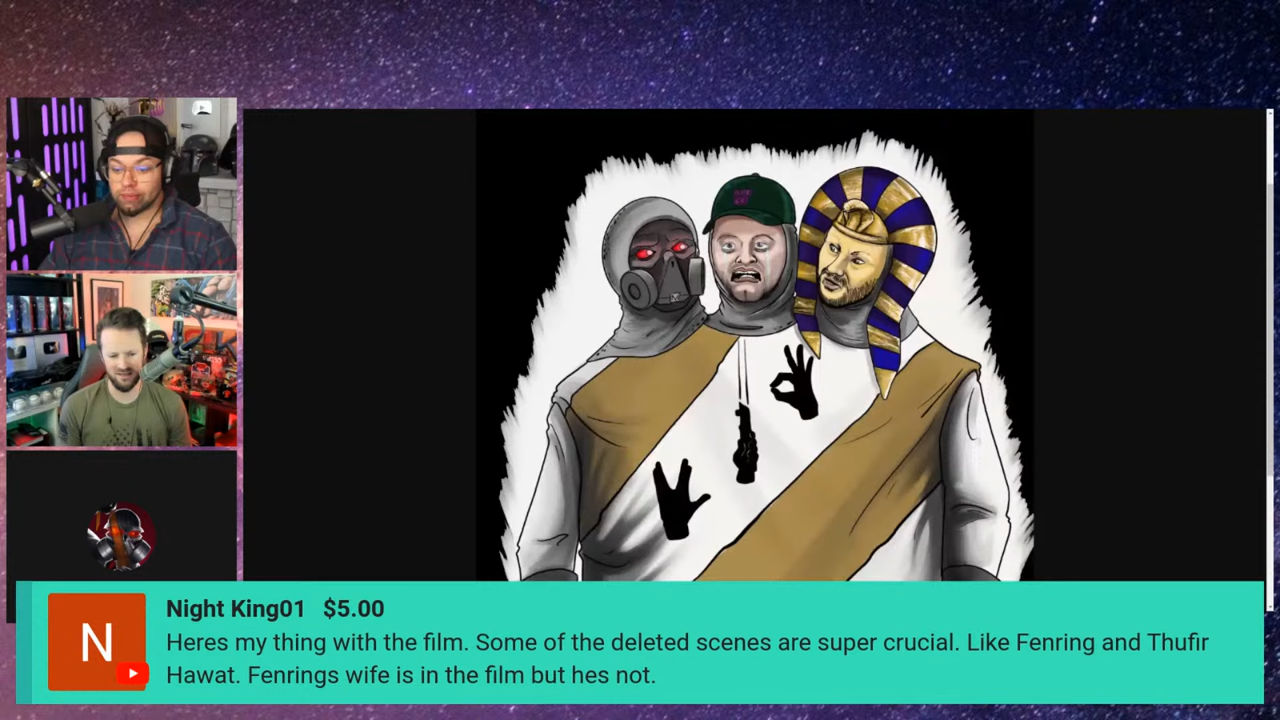 N
Night King01 $5.00
Heres my thing with the film. Some of the deleted scenes are super crucial. Like Fenring and Thufir
Hawat. Fenrings wife is in the film but hes not.